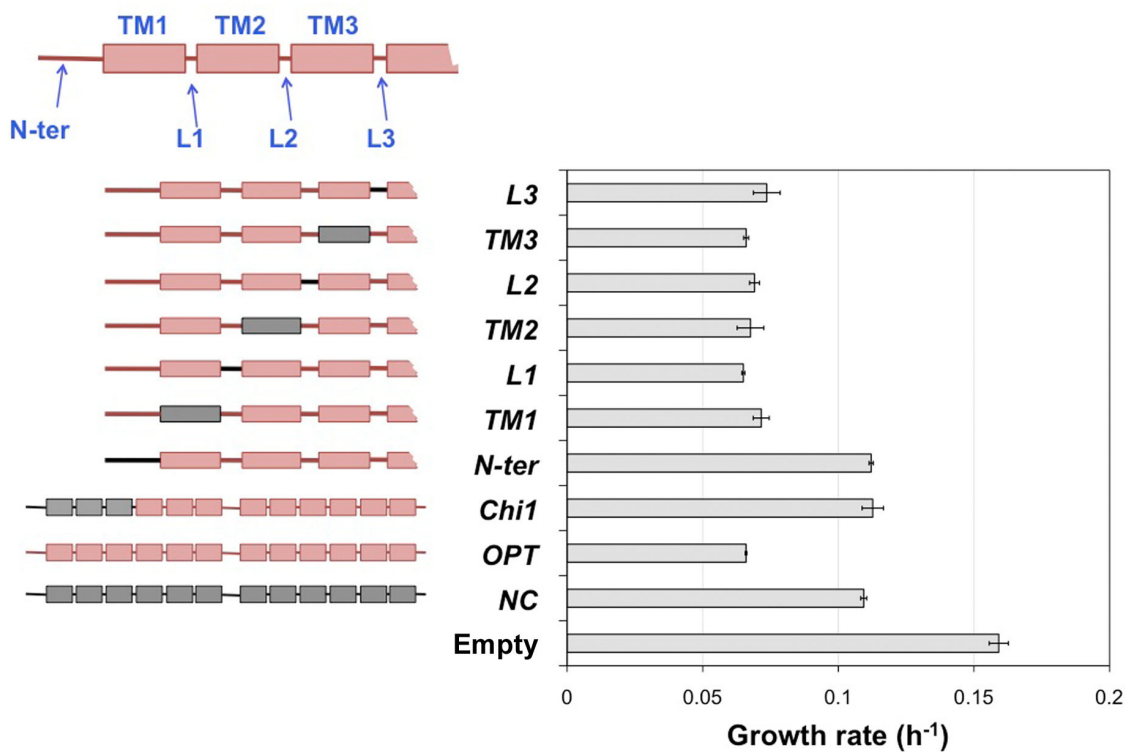 TM1 TM2 TM3
N-ter
L1 L2 L3
L3
TM3
L2
TM2
L1
TM1
N-ter
Chi1
OPT
NC
Empty
0 0.05 0.1 0.15 0.2
Growth rate (h⁻¹)